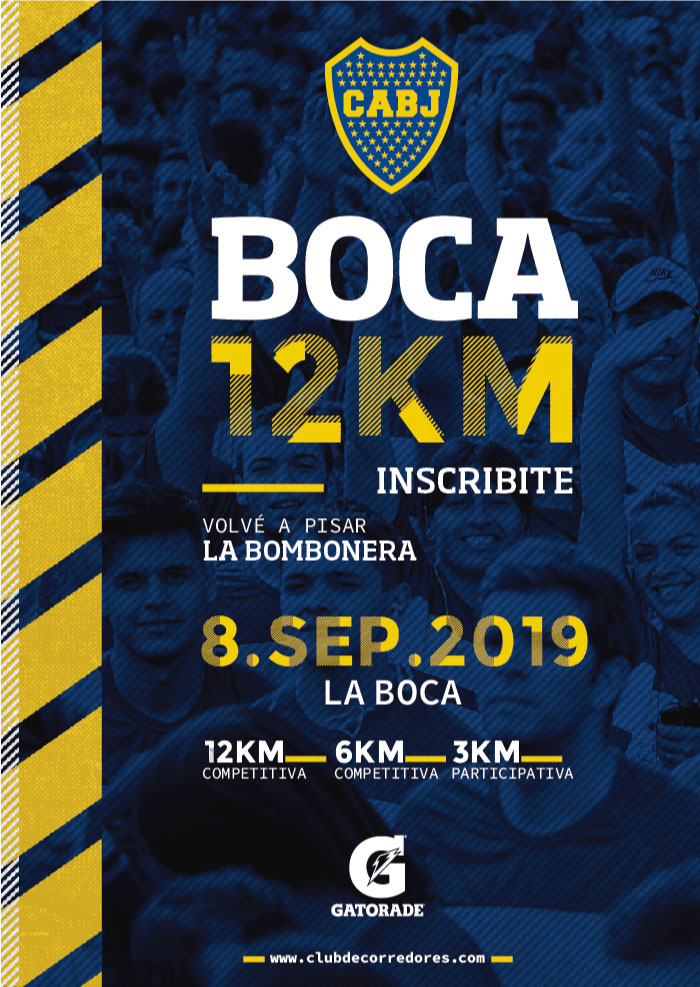 CABJ
BOCA
12KM
INSCRIBITE
VOLVÉ A PISAR
LA BOMBONERA
8.SEP.2019
LA BOCA
12KM 6KM 3KM
COMPETITIVA COMPETITIVA PARTICIPATIVA
G
GATORADE
www.clubdecorredores.com
NIKE